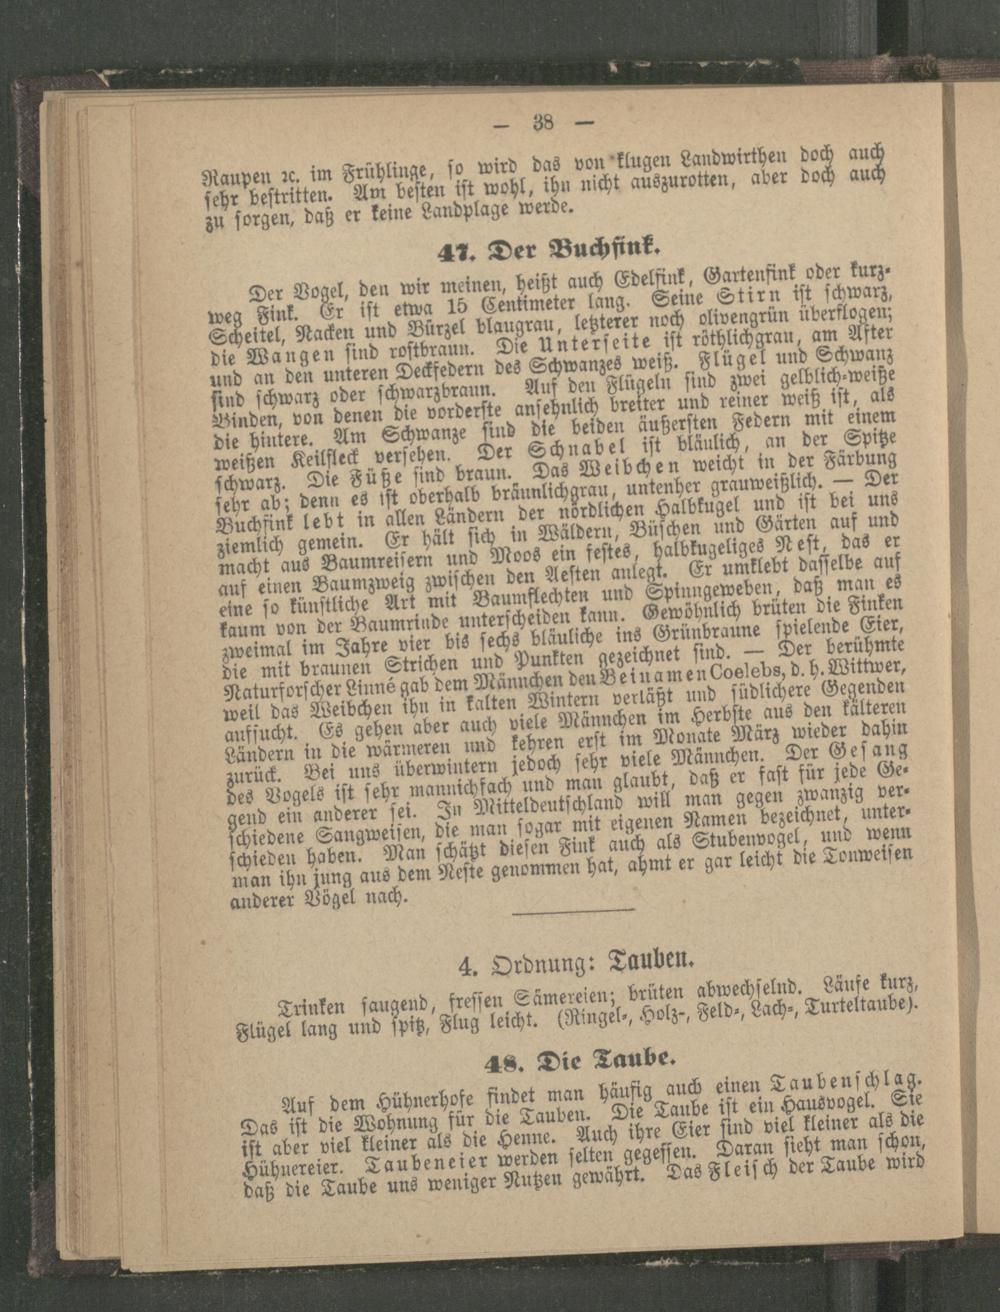 — 38 —
Raupen ꝛc. im Frühlinge, so wird das von klugen Landwirthen doch auch
sehr bestritten. Am besten ist wohl, ihn nicht auszurotten, aber doch auch
zu sorgen, daß er keine Landplage werde.
47. Der Buchfink.
Der Vogel, den wir meinen, heißt auch Edelfink, Gartenfink oder kurz-
weg Fink. Er ist etwa 15 Centimeter lang. Seine Stirn ist schwarz,
Scheitel, Nacken und Bürzel blaugrau, letzterer noch olivengrün überflogen;
die Wangen sind rostbraun. Die Unterseite ist röthlichgrau, am After
und an den unteren Deckfedern des Schwanzes weiß. Flügel und Schwanz
sind schwarz oder schwarzbraun. Auf den Flügeln sind zwei gelblich-weiße
Binden, von denen die vorderste ansehnlich breiter und reiner weiß ist, als
die hintere. Am Schwanze sind die beiden äußersten Federn mit einem
weißen Keilfleck versehen. Der Schnabel ist bläulich, an der Spitze
schwarz. Die Füße sind braun. Das Weibchen weicht in der Färbung
sehr ab; denn es ist oberhalb bräunlichgrau, untenher grauweißlich. — Der
Buchfink lebt in allen Ländern der nördlichen Halbkugel und ist bei uns
ziemlich gemein. Er hält sich in Wäldern, Büschen und Gärten auf und
macht aus Baumreisern und Moos ein festes, halbkugeliges Nest, das er
auf einen Baumzweig zwischen den Aesten anlegt. Er umklebt dasselbe auf
eine so künstliche Art mit Baumflechten und Spinngeweben, daß man es
kaum von der Baumrinde unterscheiden kann. Gewöhnlich brüten die Finken
zweimal im Jahre vier bis sechs bläuliche ins Grünbraune spielende Eier,
die mit braunen Strichen und Punkten gezeichnet sind. — Der berühmte
Naturforscher Linné gab dem Männchen den Beinamen Coelebs, d. h. Wittwer,
weil das Weibchen ihn in kalten Wintern verläßt und südlichere Gegenden
aufsucht. Es gehen aber auch viele Männchen im Herbste aus den kälteren
Ländern in die wärmeren und kehren erst im Monate März wieder dahin
zurück. Bei uns überwintern jedoch sehr viele Männchen. Der Gesang
des Vogels ist sehr mannichfach und man glaubt, daß er fast für jede Ge-
gend ein anderer sei. In Mitteldeutschland will man gegen zwanzig ver-
schiedene Sangweisen, die man sogar mit eigenen Namen bezeichnet, unter-
schieden haben. Man schätzt diesen Fink auch als Stubenvogel, und wenn
man ihn jung aus dem Neste genommen hat, ahmt er gar leicht die Tonweisen
anderer Vögel nach.
4. Ordnung: Tauben.
Trinken saugend, fressen Sämereien; brüten abwechselnd. Läufe kurz,
Flügel lang und spitz, Flug leicht. (Ringel-, Holz-, Feld-, Lach-, Turteltaube).
48. Die Taube.
Auf dem Hühnerhofe findet man häufig auch einen Taubenschlag.
Das ist die Wohnung für die Tauben. Die Taube ist ein Hausvogel. Sie
ist aber viel kleiner als die Henne. Auch ihre Eier sind viel kleiner als die
Hühnereier. Taubeneier werden selten gegessen. Daran sieht man schon,
daß die Taube uns weniger Nutzen gewährt. Das Fleisch der Taube wird